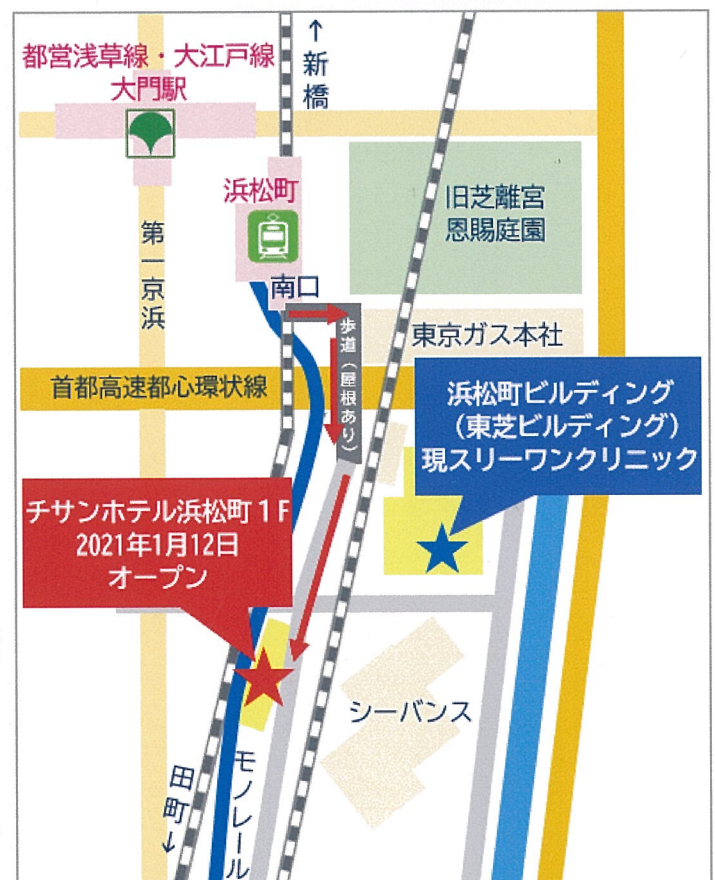 都営浅草線・大江戸線
大門駅
↑新橋
浜松町
旧芝離宮
恩賜庭園
第一京浜
南口
歩道（屋根あり）
東京ガス本社
首都高速都心環状線
浜松町ビルディング
（東芝ビルディング）
現スリーワンクリニック
チサンホテル浜松町１F
2021年1月12日
オープン
シーバンス
田町↓
モノレール